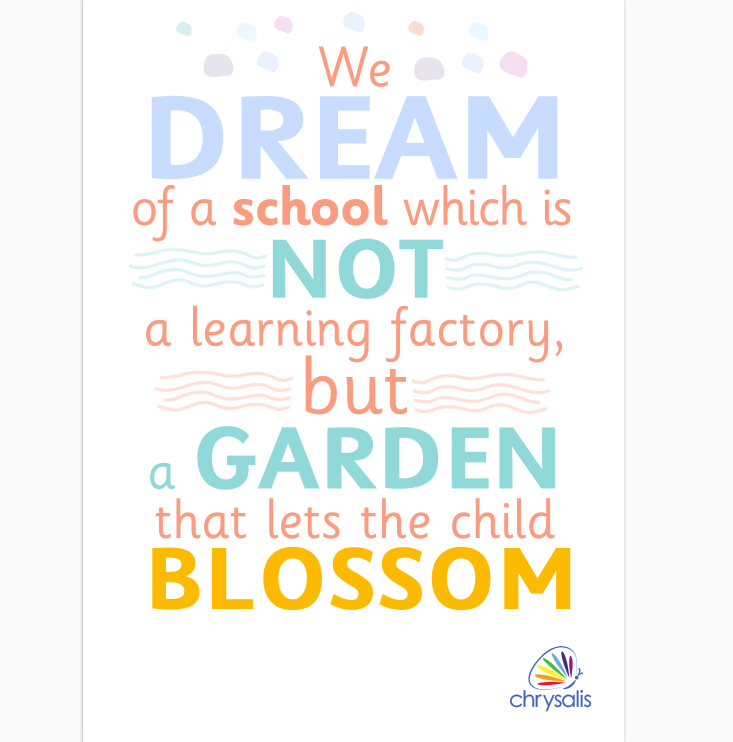 We
DREAM
of a school which is
NOT
a learning factory,
but
a GARDEN
that lets the child
BLOSSOM
chrysalis